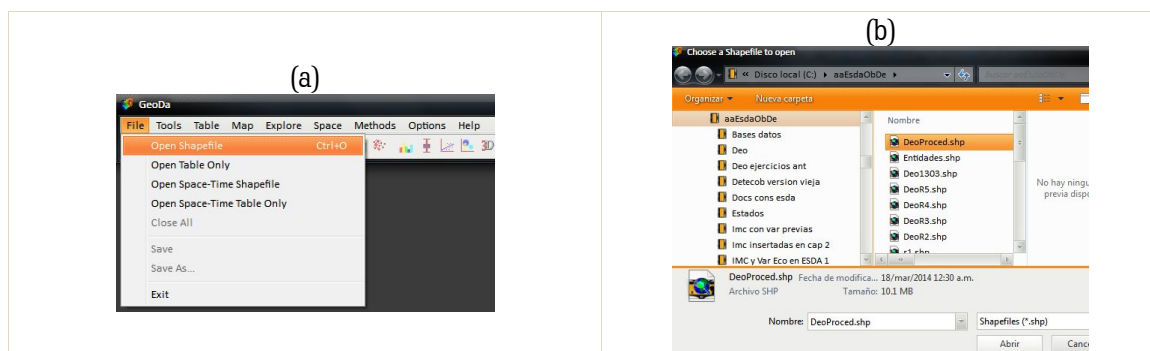 (a)
GeoDa
File Tools Table Map Explore Space Methods Options Help
Open Shapefile Ctrl+O
3D
Open Table Only
Open Space-Time Shapefile
Open Space-Time Table Only
Close All
Save
Save As...
Exit
(b)
Choose a Shapefile to open
« Disco local (C:) aaEsdaObDe
Organizar Nueva carpeta
aaEsdaObDe
Bases datos
Deo
Deo ejercicios ant
Detecob version vieja
Docs cons esda
Estados
Imc con var previas
Imc insertadas en cap 2
IMC y Var Eco en ESDA 1
Nombre
DeoProced.shp
Entidades.shp
Deo1303.shp
DeoR5.shp
DeoR4.shp
DeoR3.shp
DeoR2.shp
r1.shp
No hay ningu
previa dispo
DeoProced.shp Fecha de modifica... 18/mar/2014 12:30 a.m.
Archivo SHP Tamaño: 10.1 MB
Nombre: DeoProced.shp Shapefiles (*.shp)
Abrir Canc